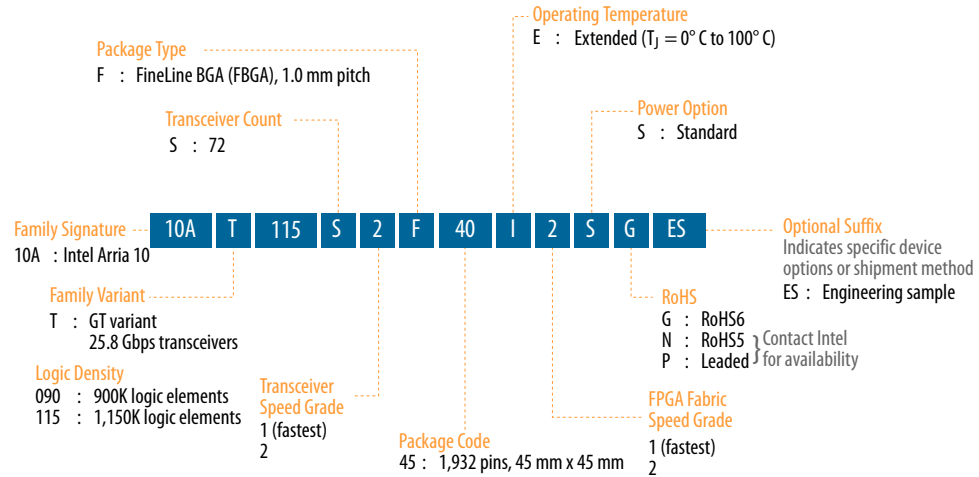 Operating Temperature
E : Extended (TJ = 0° C to 100° C)
Package Type
F : FineLine BGA (FBGA), 1.0 mm pitch
Transceiver Count
S : 72
Power Option
S : Standard
Family Signature
10A : Intel Arria 10
10A T 115 S 2 F 40 I 2 S G ES
Optional Suffix
Indicates specific device
options or shipment method
ES : Engineering sample
Family Variant
T : GT variant
25.8 Gbps transceivers
RoHS
G : RoHS6
N : RoHS5
P : Leaded
} Contact Intel
for availability
Logic Density
090 : 900K logic elements
115 : 1,150K logic elements
Transceiver
Speed Grade
1 (fastest)
2
Package Code
45 : 1,932 pins, 45 mm x 45 mm
FPGA Fabric
Speed Grade
1 (fastest)
2